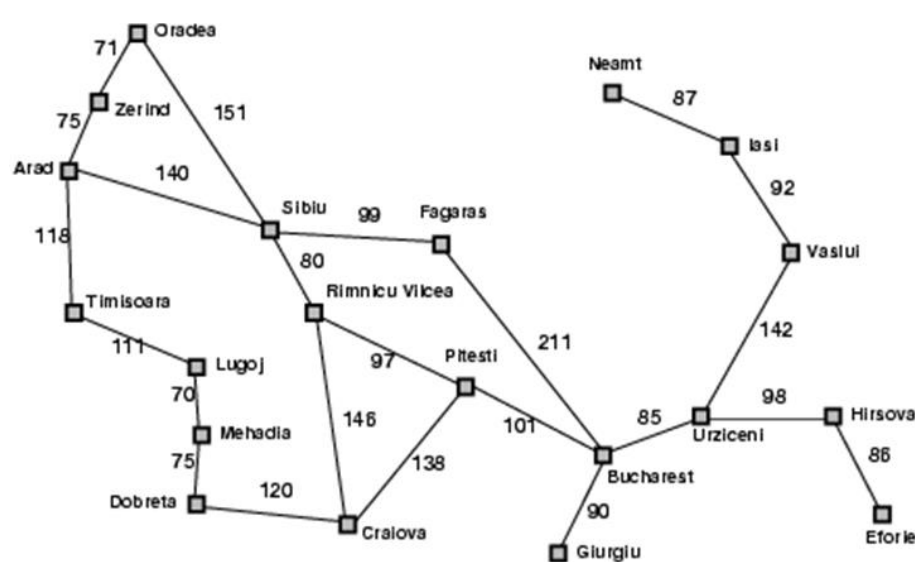 Oradea
71
Neamt
87
Zerind
151
75
Iasi
Arad
140
92
Sibiu
99
Fagaras
118
80
Vaslui
Timisoara
Rimnicu Vilcea
142
111
211
Lugoj
97
Pitesti
70
98
Hirsova
146
101
85
Urziceni
Mehadia
138
86
75
Bucharest
120
Dobreta
90
Craiova
Eforie
Giurgiu